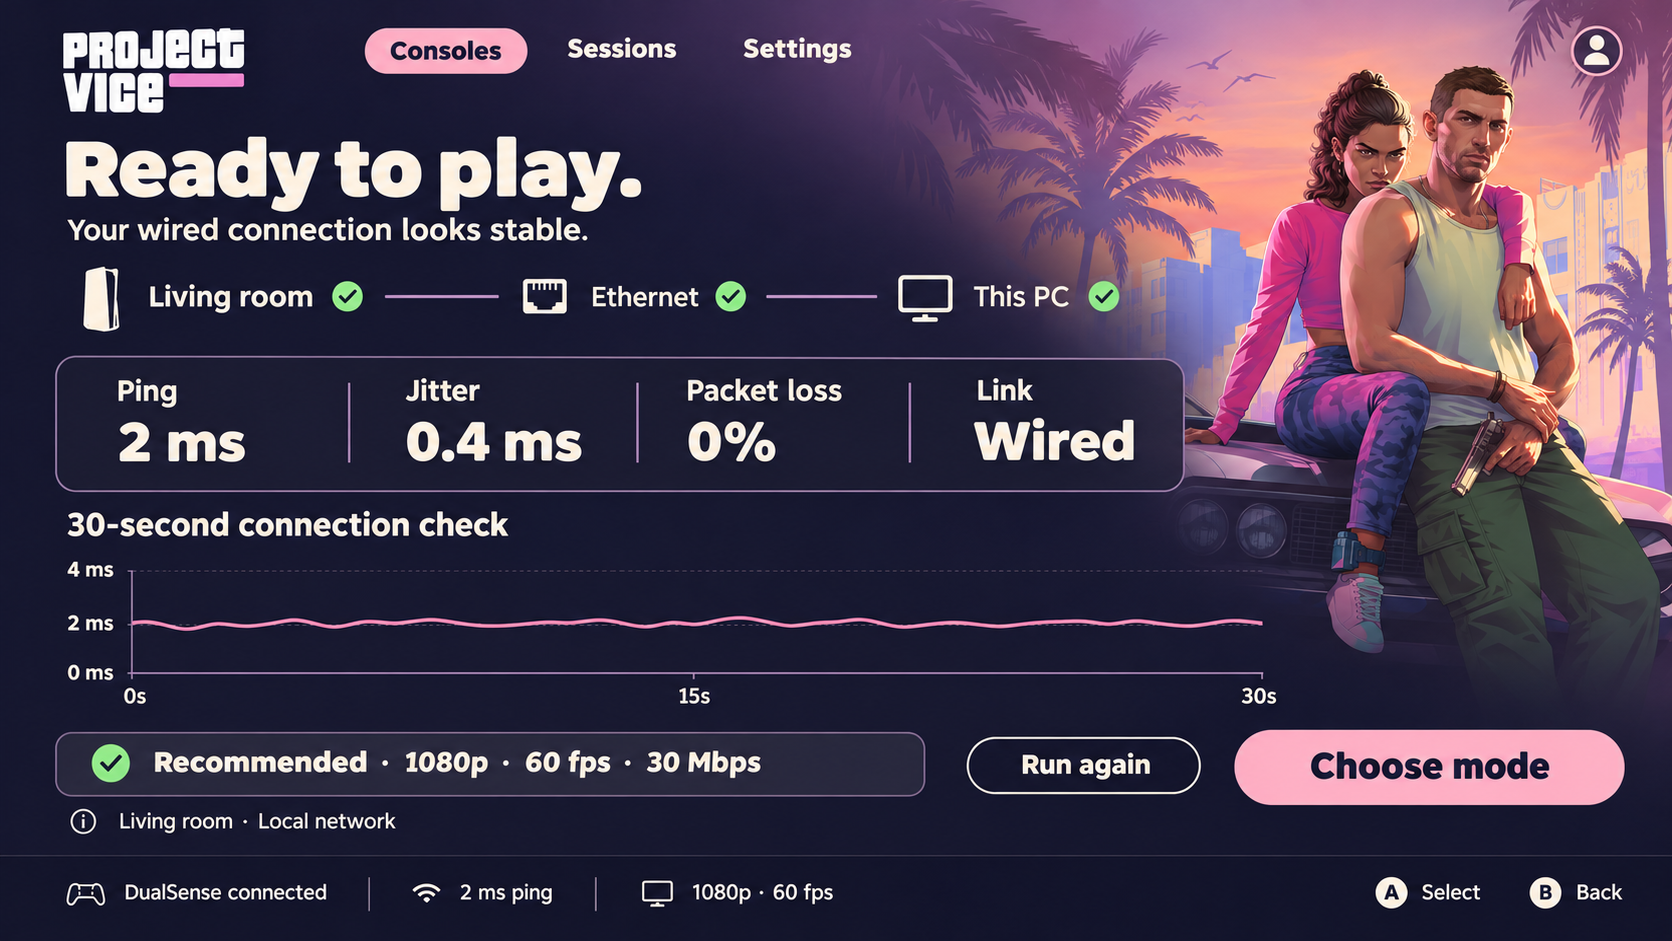 PROJECT
VICE
Consoles
Sessions
Settings
Ready to play.
Your wired connection looks stable.
Living room
Ethernet
This PC
Ping
2 ms
Jitter
0.4 ms
Packet loss
0%
Link
Wired
30-second connection check
4 ms
2 ms
0 ms
0s
15s
30s
Recommended · 1080p · 60 fps · 30 Mbps
Run again
Choose mode
Living room · Local network
DualSense connected
2 ms ping
1080p · 60 fps
A Select
B Back